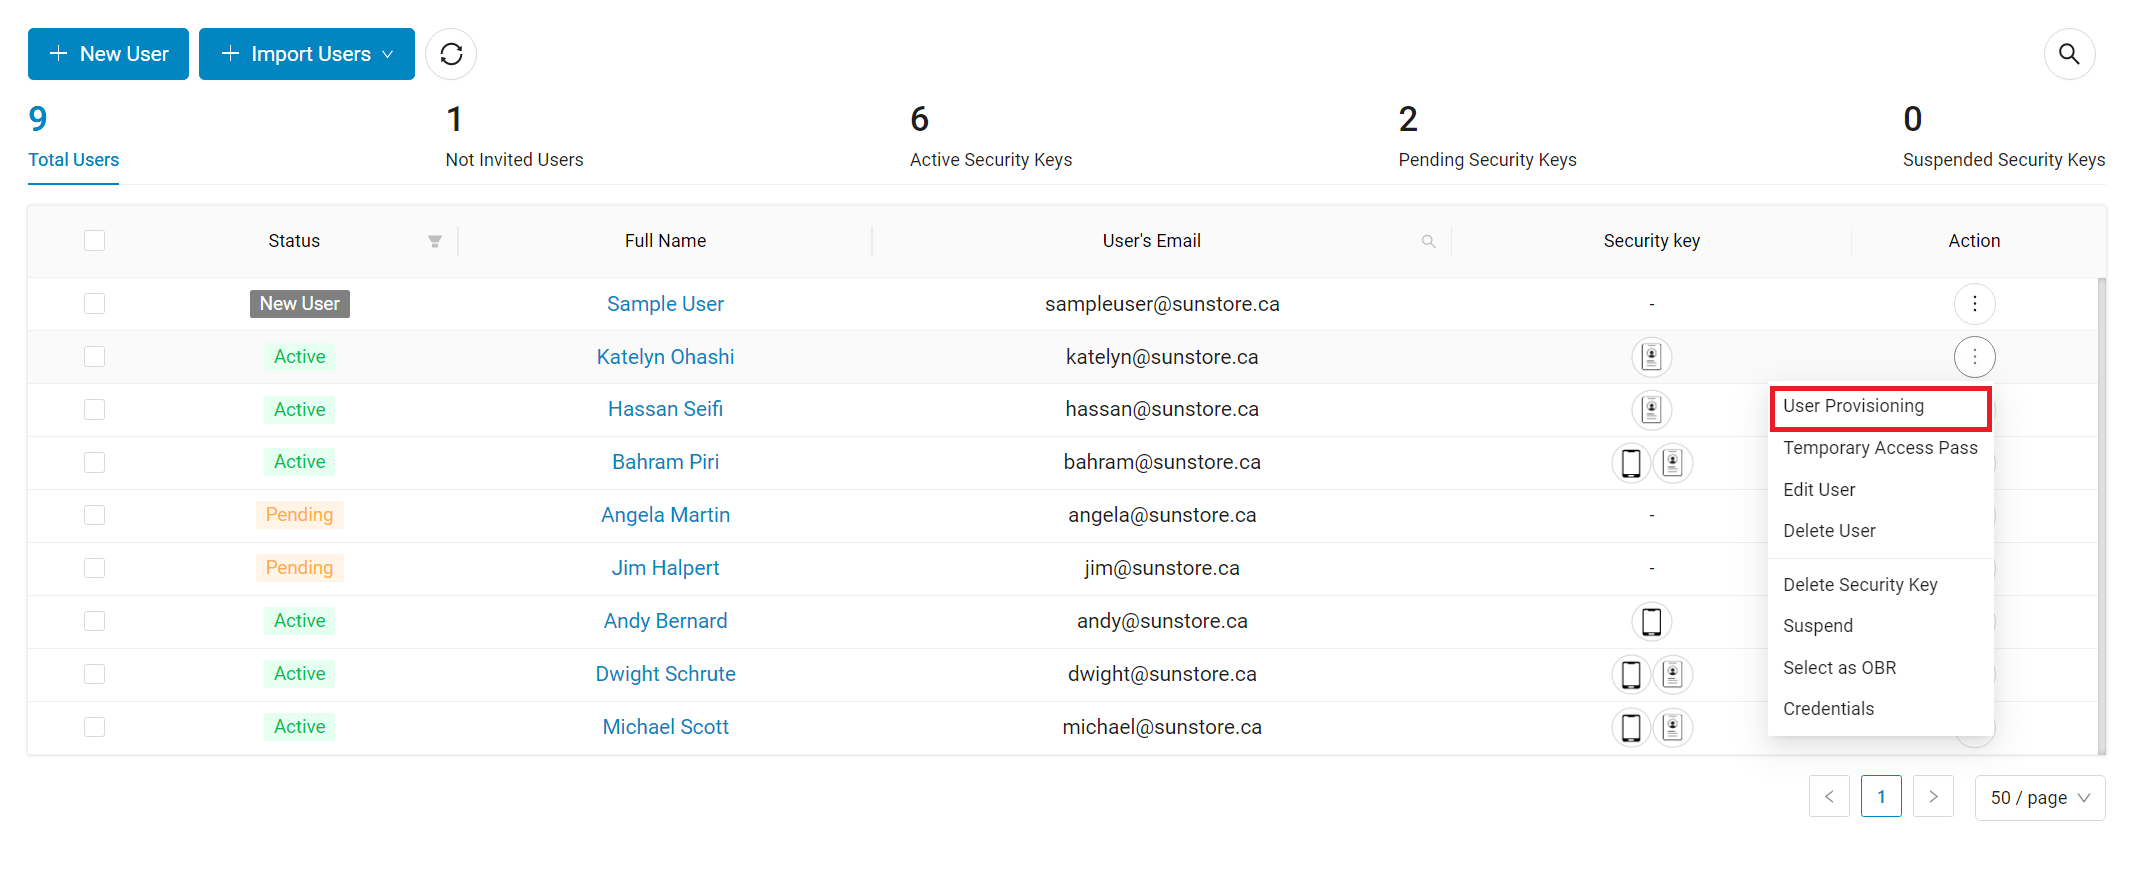 New User
Import Users
9
Total Users
1
Not Invited Users
6
Active Security Keys
2
Pending Security Keys
0
Suspended Security Keys
Status Full Name User's Email Security key Action
New User Sample User sampleuser@sunstore.ca -
Active Katelyn Ohashi katelyn@sunstore.ca
Active Hassan Seifi hassan@sunstore.ca
Active Bahram Piri bahram@sunstore.ca
Pending Angela Martin angela@sunstore.ca -
Pending Jim Halpert jim@sunstore.ca -
Active Andy Bernard andy@sunstore.ca
Active Dwight Schrute dwight@sunstore.ca
Active Michael Scott michael@sunstore.ca
User Provisioning
Temporary Access Pass
Edit User
Delete User
Delete Security Key
Suspend
Select as OBR
Credentials
< 1 > 50 / page